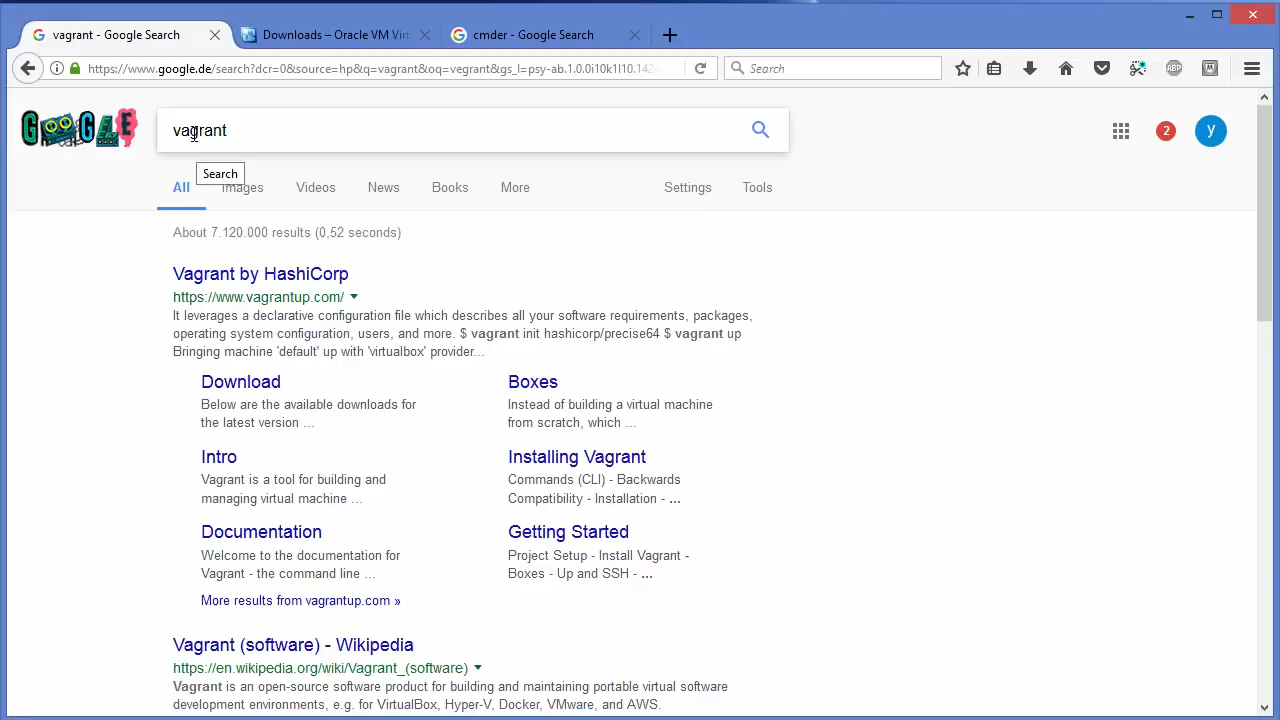 vagrant - Google Search
Downloads – Oracle VM Virt
cmder - Google Search
https://www.google.de/search?dcr=0&source=hp&q=vagrant&oq=vegrant&gs_l=psy-ab.1.0.0i10k1l10.142
Search
GOOGLE
vagrant
2
y
Search
All
Images
Videos
News
Books
More
Settings
Tools
About 7.120.000 results (0,52 seconds)
Vagrant by HashiCorp
https://www.vagrantup.com/
It leverages a declarative configuration file which describes all your software requirements, packages,
operating system configuration, users, and more. $ vagrant init hashicorp/precise64 $ vagrant up
Bringing machine 'default' up with 'virtualbox' provider...
Download
Below are the available downloads for
the latest version ...
Boxes
Instead of building a virtual machine
from scratch, which ...
Intro
Vagrant is a tool for building and
managing virtual machine ...
Installing Vagrant
Commands (CLI) - Backwards
Compatibility - Installation - ...
Documentation
Welcome to the documentation for
Vagrant - the command line ...
Getting Started
Project Setup - Install Vagrant -
Boxes - Up and SSH - ...
More results from vagrantup.com »
Vagrant (software) - Wikipedia
https://en.wikipedia.org/wiki/Vagrant_(software)
Vagrant is an open-source software product for building and maintaining portable virtual software
development environments, e.g. for VirtualBox, Hyper-V, Docker, VMware, and AWS.